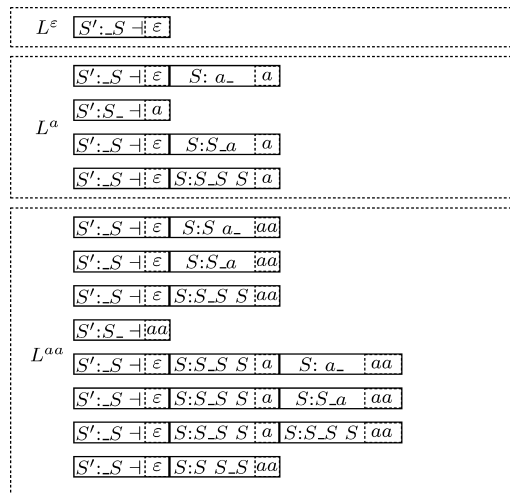 L^ε S′:_S ⊣ ε
L^a
S′:_S ⊣ ε S: a_ a
S′:S_ ⊣ a
S′:_S ⊣ ε S:S_a a
S′:_S ⊣ ε S:S_S S a
L^aa
S′:_S ⊣ ε S:S a_ aa
S′:_S ⊣ ε S:S_a aa
S′:_S ⊣ ε S:S_S S aa
S′:S_ ⊣ aa
S′:_S ⊣ ε S:S_S S a S: a_ aa
S′:_S ⊣ ε S:S_S S a S:S_a aa
S′:_S ⊣ ε S:S_S S a S:S_S S aa
S′:_S ⊣ ε S:S S_S aa